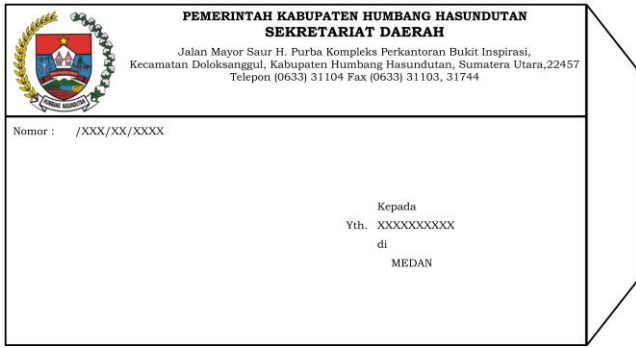 PEMERINTAH KABUPATEN HUMBANG HASUNDUTAN
SEKRETARIAT DAERAH
Jalan Mayor Saur H. Purba Kompleks Perkantoran Bukit Inspirasi,
Kecamatan Doloksanggul, Kabupaten Humbang Hasundutan, Sumatera Utara,22457
Telepon (0633) 31104 Fax (0633) 31103, 31744
HUMBANG HASUNDUTAN
Nomor : /XXX/XX/XXXX
Kepada
Yth. XXXXXXXXXX
di
MEDAN